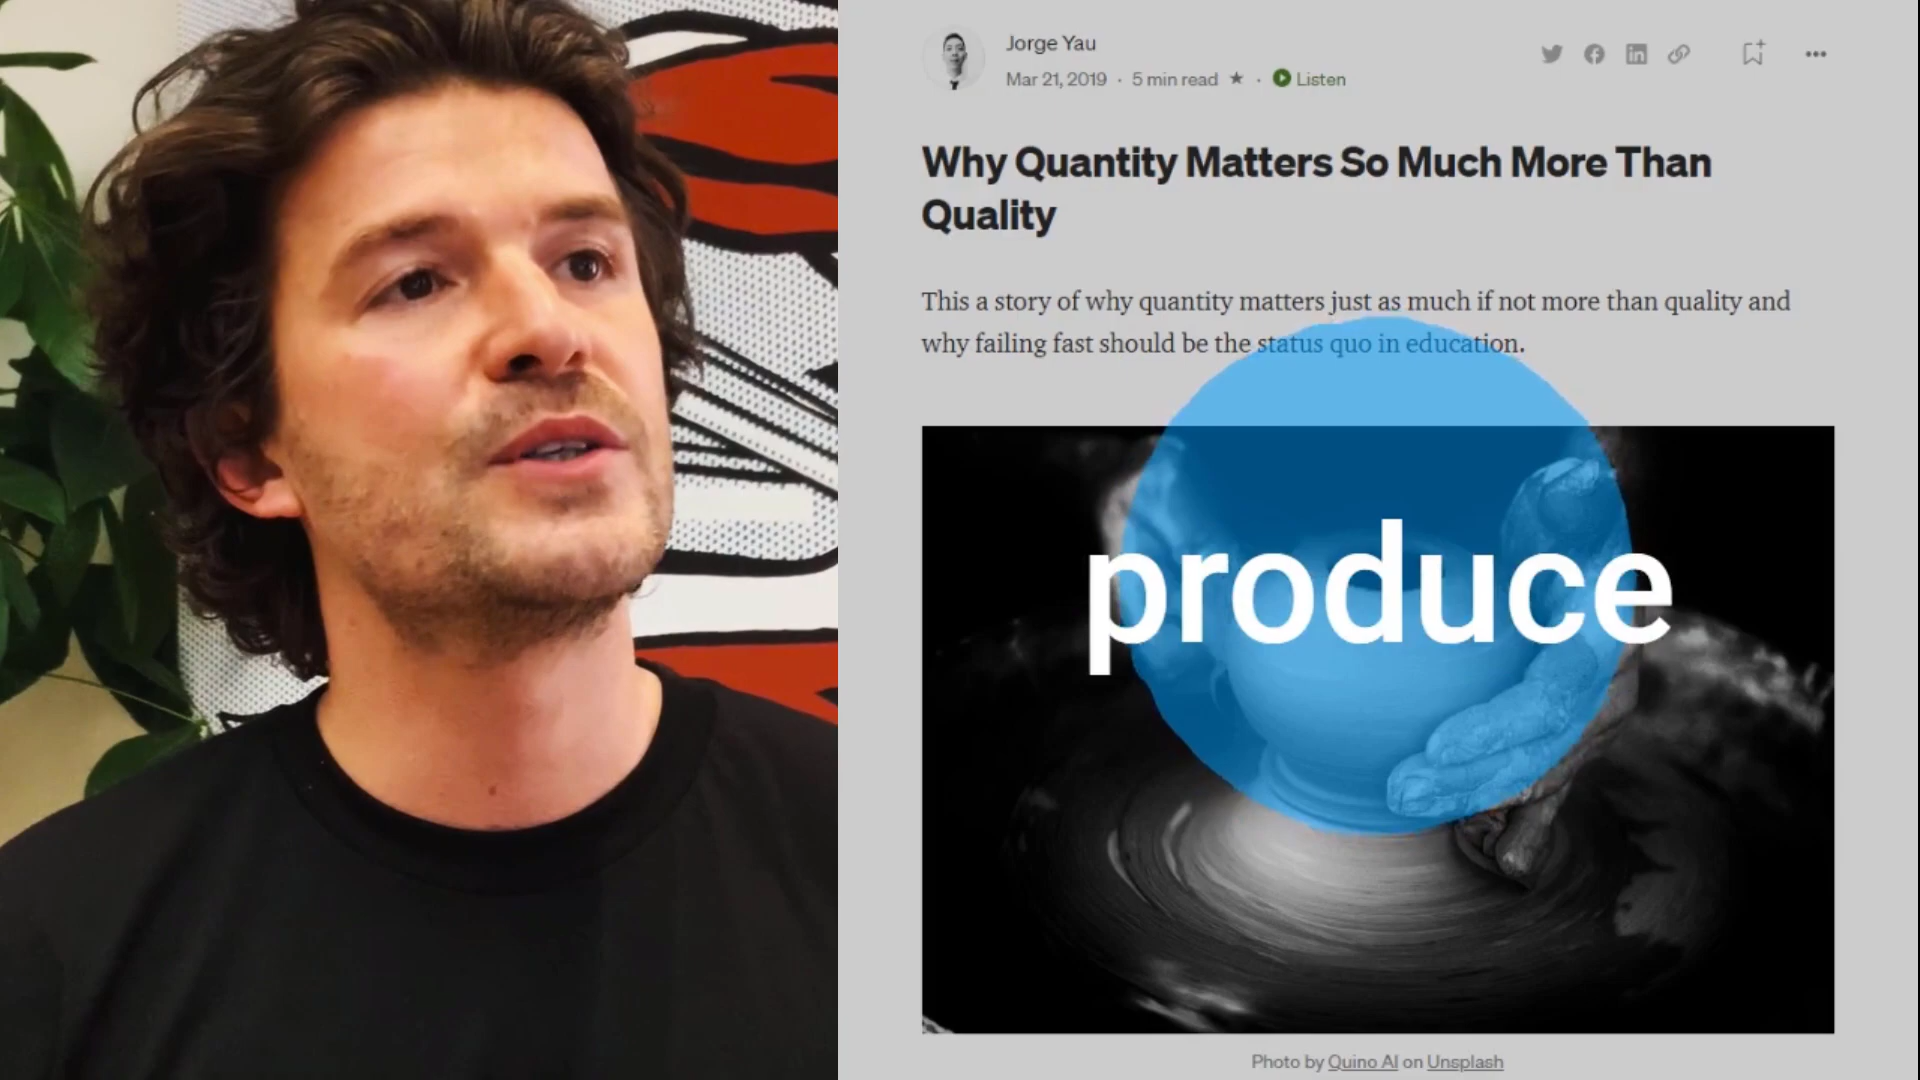 Jorge Yau
Mar 21, 2019 · 5 min read ★ · Listen
Why Quantity Matters So Much More Than
Quality
This a story of why quantity matters just as much if not more than quality and
why failing fast should be the status quo in education.
produce
Photo by Quino Al on Unsplash